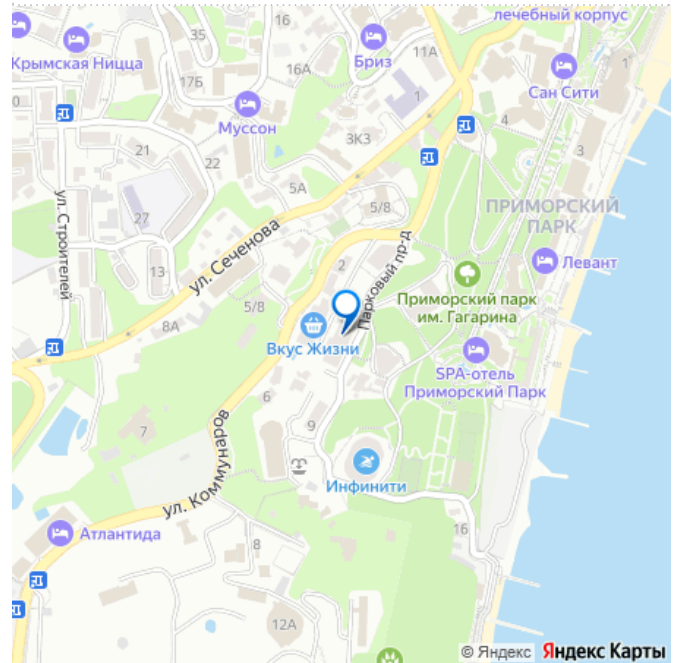 лечебный корпус
16
35
Бриз
11А
Крымская Ницца
16А
17Б
1
Сан Сити
1
0
Муссон
3К3
4
21
22
3
5А
ул. Строителей
27
5/8
ПРИМОРСКИЙ
ПАРК
ул. Сеченова
13
2
Парковый пр-д
Левант
Приморский парк
им. Гагарина
5/8
8А
Вкус Жизни
SPA-отель
Приморский Парк
6
9
7
ул. Коммунаров
Инфинити
16
Атлантида
8
12А
© Яндекс Яндекс Карты